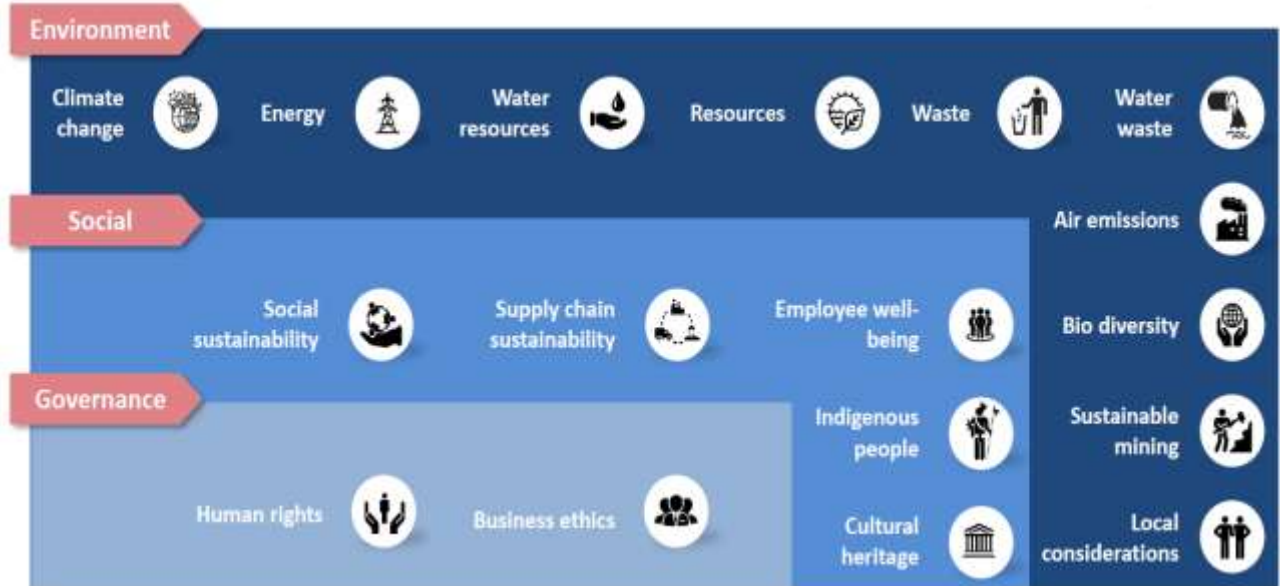 Environment
Climate
change
Energy
Water
resources
Resources
Waste
Water
waste
Social
Air emissions
Social
sustainability
Supply chain
sustainability
Employee well-
being
Bio diversity
Governance
Indigenous
people
Sustainable
mining
Human rights
Business ethics
Cultural
heritage
Local
considerations